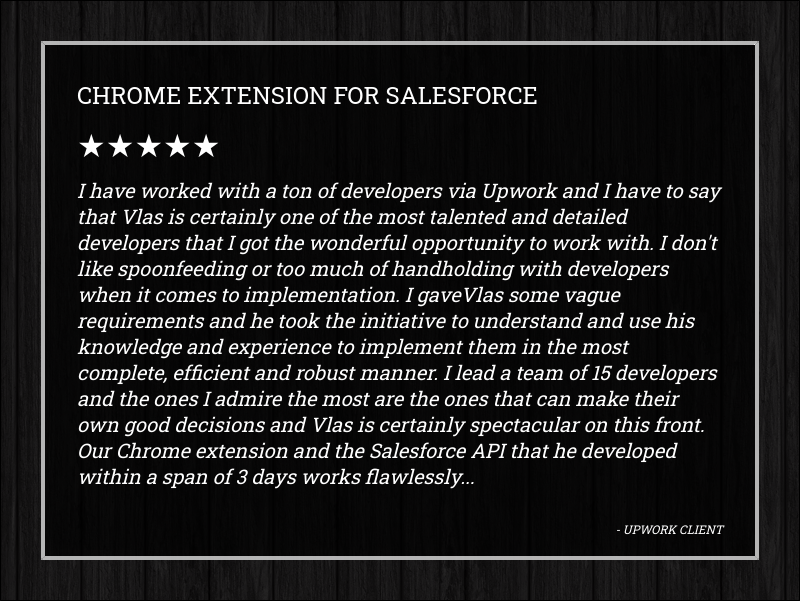 CHROME EXTENSION FOR SALESFORCE
★★★★★
I have worked with a ton of developers via Upwork and I have to say
that Vlas is certainly one of the most talented and detailed
developers that I got the wonderful opportunity to work with. I don't
like spoonfeeding or too much of handholding with developers
when it comes to implementation. I gaveVlas some vague
requirements and he took the initiative to understand and use his
knowledge and experience to implement them in the most
complete, efficient and robust manner. I lead a team of 15 developers
and the ones I admire the most are the ones that can make their
own good decisions and Vlas is certainly spectacular on this front.
Our Chrome extension and the Salesforce API that he developed
within a span of 3 days works flawlessly...
- UPWORK CLIENT